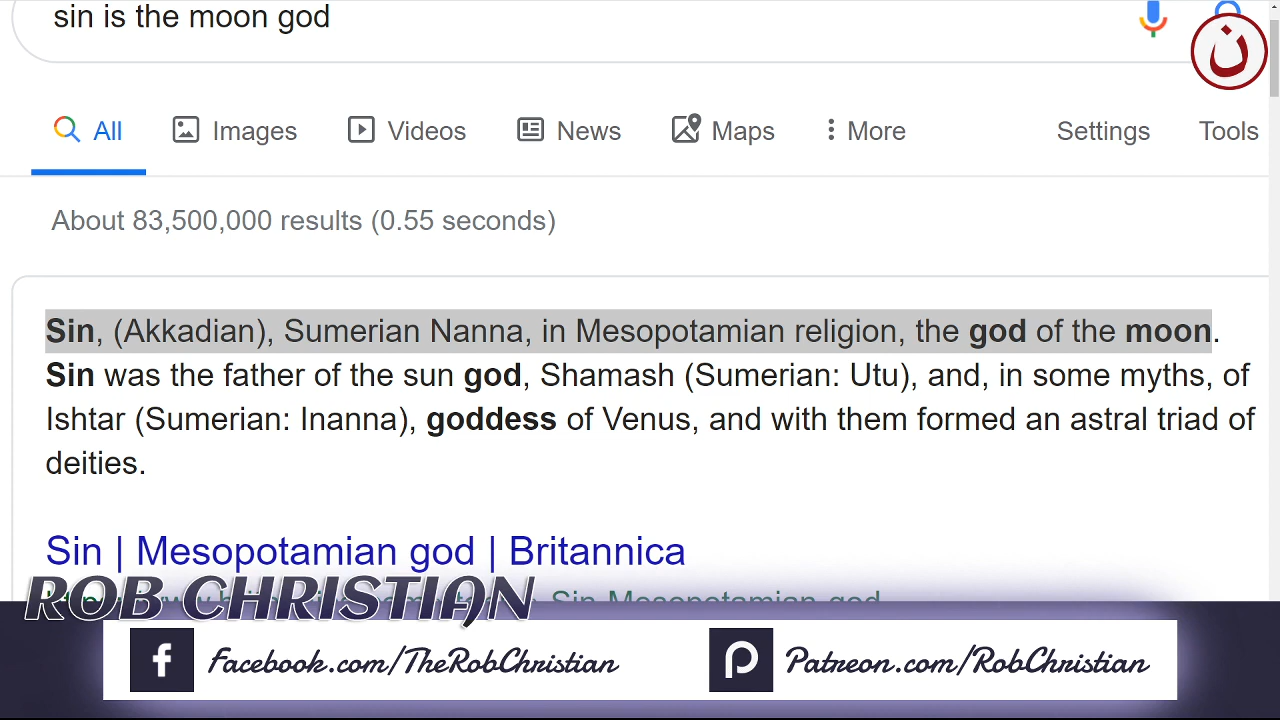 sin is the moon god
ن
All Images Videos News Maps More Settings Tools
About 83,500,000 results (0.55 seconds)
Sin, (Akkadian), Sumerian Nanna, in Mesopotamian religion, the god of the moon.
Sin was the father of the sun god, Shamash (Sumerian: Utu), and, in some myths, of
Ishtar (Sumerian: Inanna), goddess of Venus, and with them formed an astral triad of
deities.
Sin | Mesopotamian god | Britannica
ROB CHRISTIAN
Facebook.com/TheRobChristian
Patreon.com/RobChristian